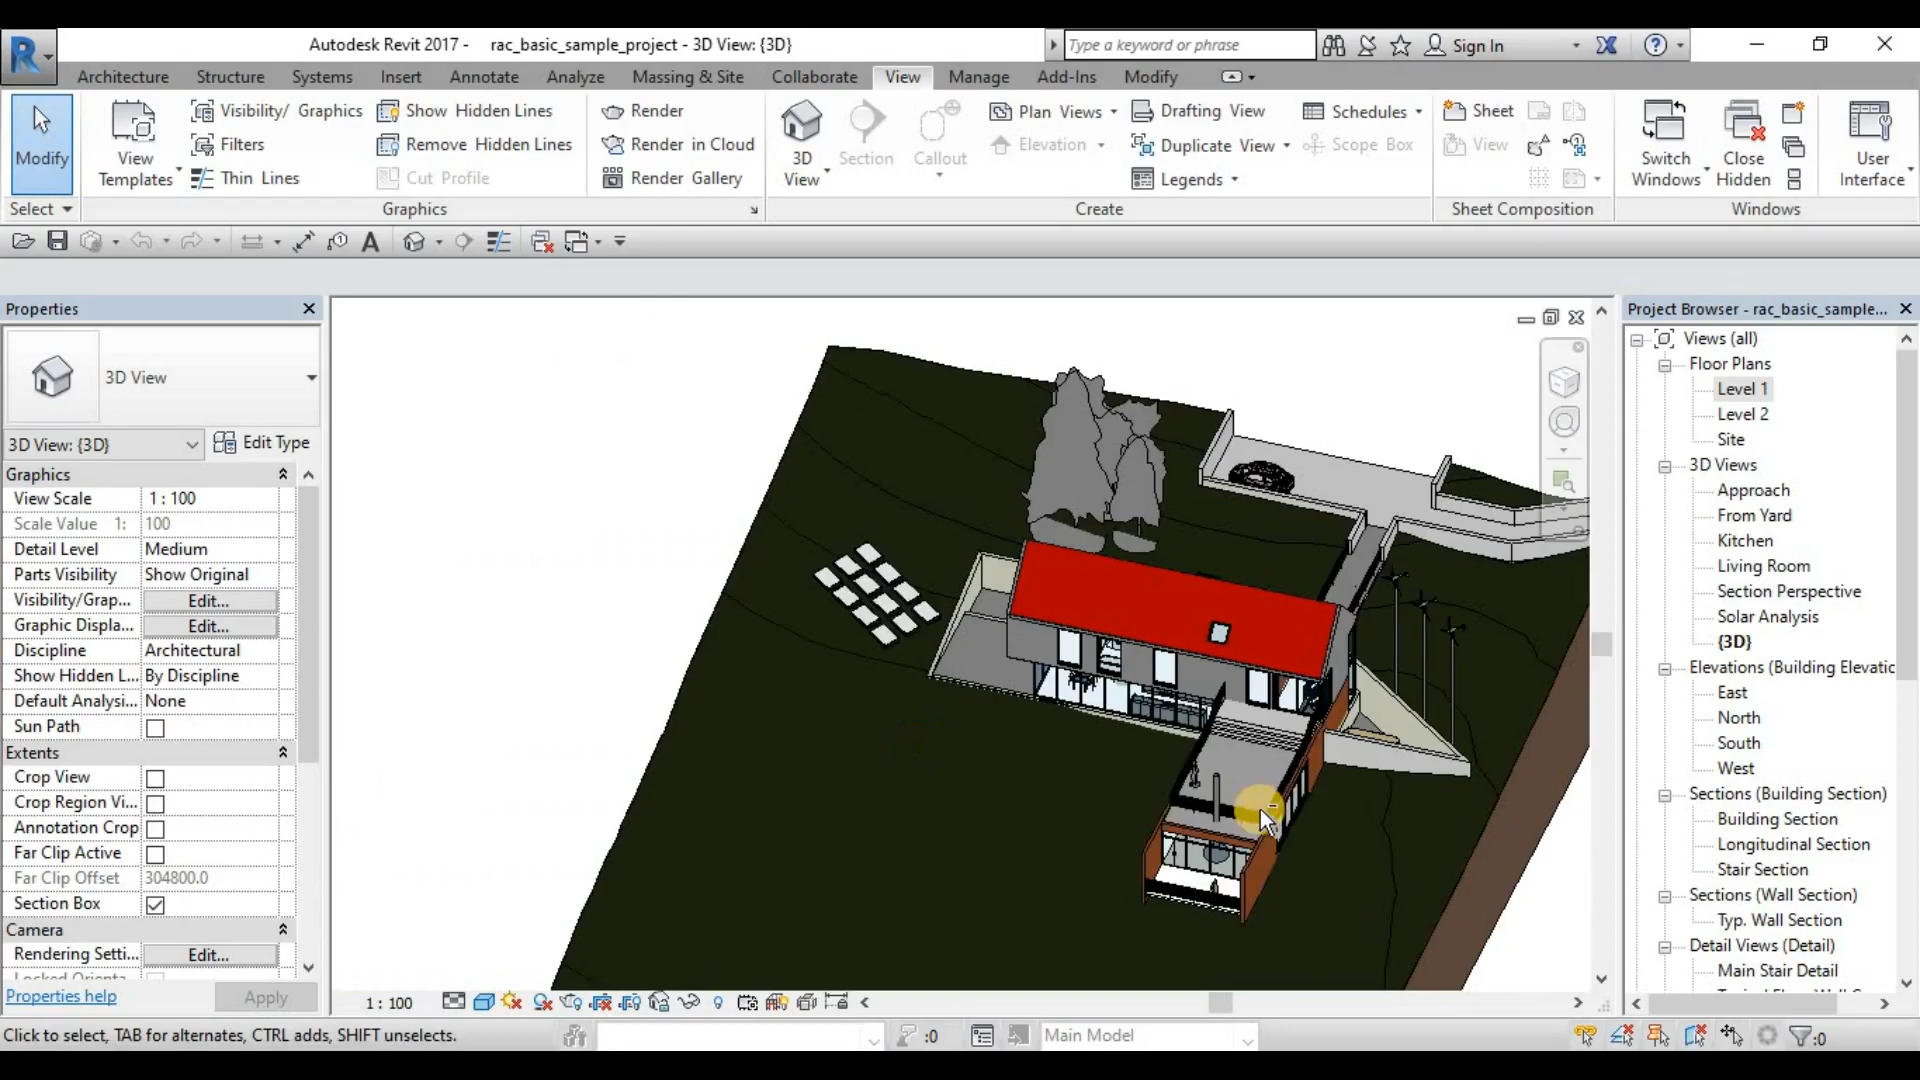 Autodesk Revit 2017 - rac_basic_sample_project - 3D View: {3D}
Type a keyword or phrase
Sign In
Architecture Structure Systems Insert Annotate Analyze Massing & Site Collaborate View Manage Add-Ins Modify
Modify
Select
View Templates
Visibility/ Graphics
Filters
Thin Lines
Show Hidden Lines
Remove Hidden Lines
Cut Profile
Render
Render in Cloud
Render Gallery
Graphics
3D View
Section
Callout
Plan Views
Elevation
Drafting View
Duplicate View
Legends
Schedules
Scope Box
Create
Sheet
View
Sheet Composition
Switch Windows
Close Hidden
User Interface
Windows
Properties
3D View
3D View: {3D}
Edit Type
Graphics
View Scale 1 : 100
Scale Value 1: 100
Detail Level Medium
Parts Visibility Show Original
Visibility/Grap... Edit...
Graphic Displa... Edit...
Discipline Architectural
Show Hidden L... By Discipline
Default Analysi... None
Sun Path
Extents
Crop View
Crop Region Vi...
Annotation Crop
Far Clip Active
Far Clip Offset 304800.0
Section Box
Camera
Rendering Setti... Edit...
Properties help
Apply
Project Browser - rac_basic_sample...
Views (all)
Floor Plans
Level 1
Level 2
Site
3D Views
Approach
From Yard
Kitchen
Living Room
Section Perspective
Solar Analysis
{3D}
Elevations (Building Elevatic
East
North
South
West
Sections (Building Section)
Building Section
Longitudinal Section
Stair Section
Sections (Wall Section)
Typ. Wall Section
Detail Views (Detail)
Main Stair Detail
1 : 100
Click to select, TAB for alternates, CTRL adds, SHIFT unselects.
:0
Main Model
:0